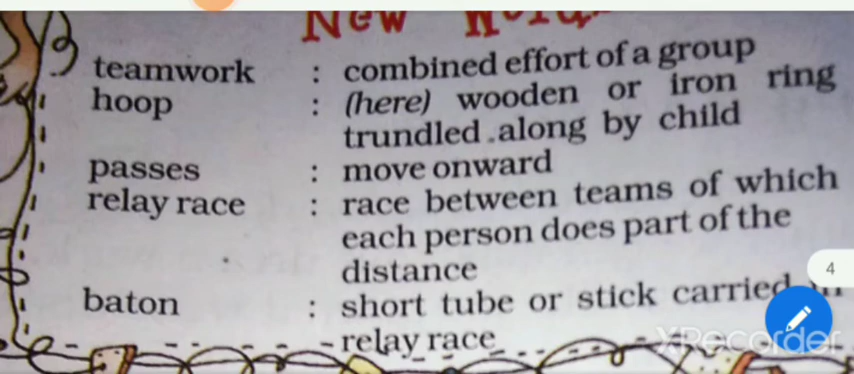 New Words
teamwork : combined effort of a group
hoop : (here) wooden or iron ring
trundled along by child
passes : move onward
relay race : race between teams of which
each person does part of the
distance
4
baton : short tube or stick carried in
relay race
XRecorder